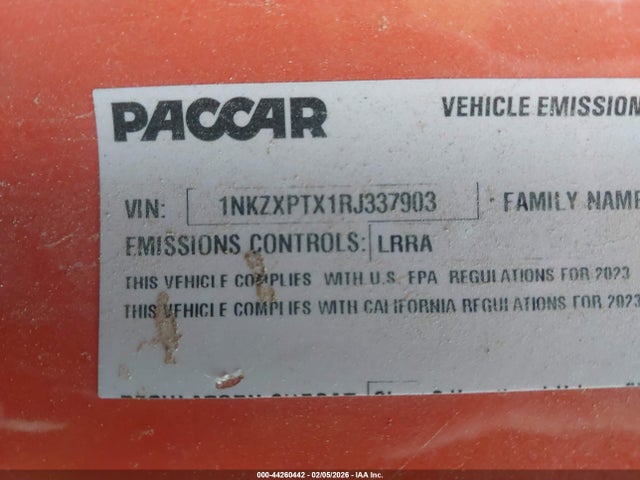 PACCAR
VEHICLE EMISSION
VIN: 1NKZXPTX1RJ337903 FAMILY NAME
EMISSIONS CONTROLS: LRRA
THIS VEHICLE COMPLIES WITH U.S. EPA REGULATIONS FOR 2023
THIS VEHICLE COMPLIES WITH CALIFORNIA REGULATIONS FOR 2023
000-44260442 - 02/05/2026 - IAA Inc.